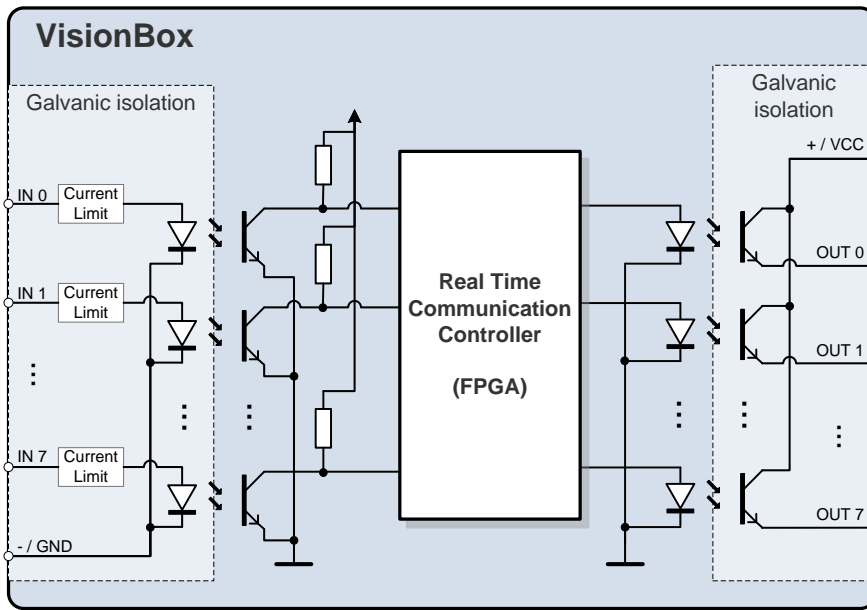 VisionBox
Galvanic isolation
IN 0
Current
Limit
IN 1
Current
Limit
...
...
IN 7
Current
Limit
- / GND
...
Real Time
Communication
Controller
(FPGA)
...
Galvanic
isolation
+ / VCC
OUT 0
OUT 1
...
...
OUT 7